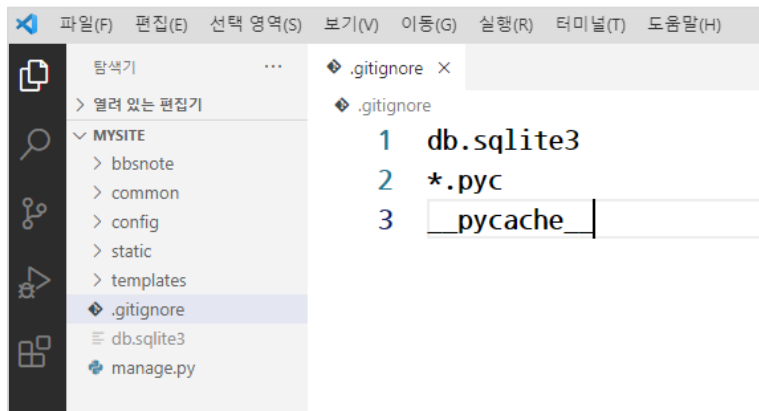 파일(F) 편집(E) 선택 영역(S) 보기(V) 이동(G) 실행(R) 터미널(T) 도움말(H)
탐색기 ...
열려 있는 편집기
MYSITE
bbsnote
common
config
static
templates
.gitignore
db.sqlite3
manage.py
.gitignore
.gitignore
1 db.sqlite3
2 *.pyc
3 __pycache__